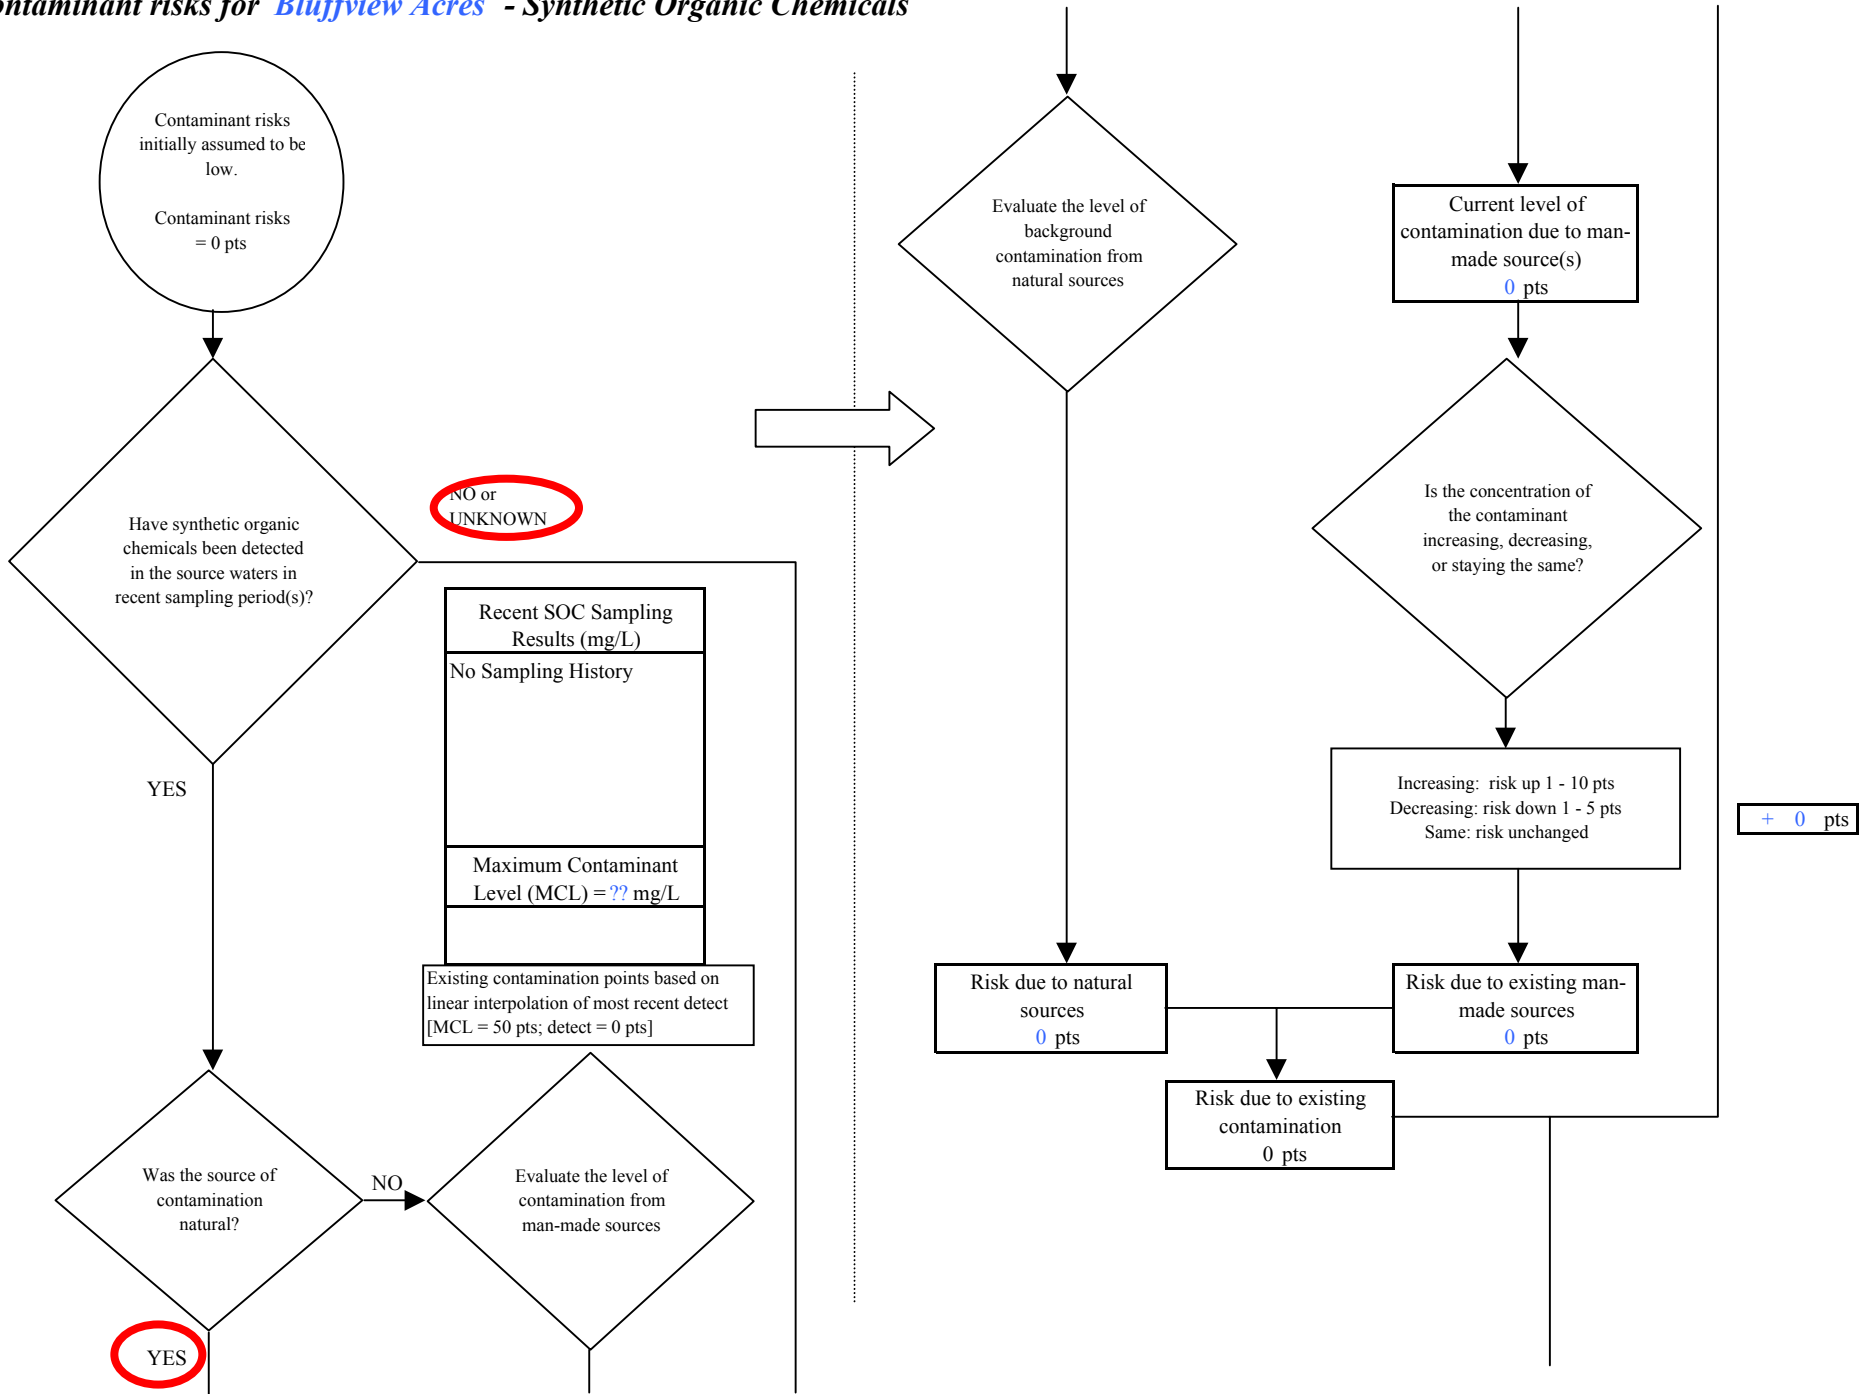 ontaminant risks for Bluffview Acres - Synthetic Organic Chemicals
Contaminant risks
initially assumed to be
low.
Contaminant risks
= 0 pts
Have synthetic organic
chemicals been detected
in the source waters in
recent sampling period(s)?
NO or
UNKNOWN
YES
Recent SOC Sampling
Results (mg/L)
No Sampling History
Maximum Contaminant
Level (MCL) = ?? mg/L
Existing contamination points based on
linear interpolation of most recent detect
[MCL = 50 pts; detect = 0 pts]
Was the source of
contamination
natural?
NO
Evaluate the level of
contamination from
man-made sources
YES
Evaluate the level of
background
contamination from
natural sources
Current level of
contamination due to man-
made source(s)
0 pts
Is the concentration of
the contaminant
increasing, decreasing,
or staying the same?
Increasing: risk up 1 - 10 pts
Decreasing: risk down 1 - 5 pts
Same: risk unchanged
+ 0 pts
Risk due to natural
sources
0 pts
Risk due to existing man-
made sources
0 pts
Risk due to existing
contamination
0 pts